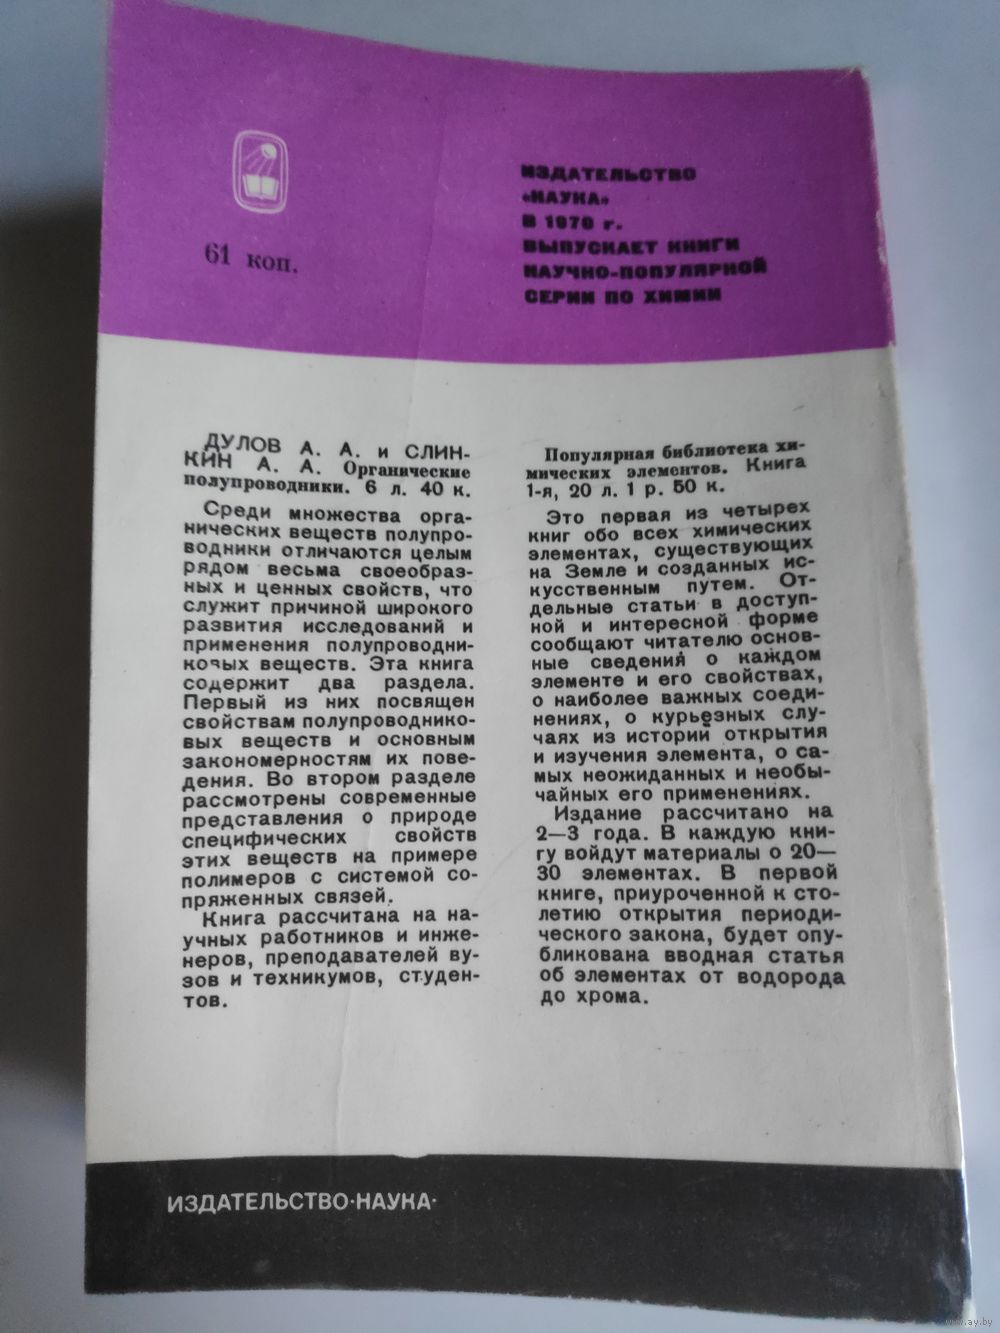 61 коп.
ИЗДАТЕЛЬСТВО
«НАУКА»
В 1970 г.
ВЫПУСКАЕТ КНИГИ
НАУЧНО-ПОПУЛЯРНОЙ
СЕРИИ ПО ХИМИИ
ДУЛОВ А. А. и СЛИН-
КИН А. А. Органические
полупроводники. 6 л. 40 к.
Среди множества орга-
нических веществ полупро-
водники отличаются целым
рядом весьма своеобраз-
ных и ценных свойств, что
служит причиной широкого
развития исследований и
применения полупроводни-
ковых веществ. Эта книга
содержит два раздела.
Первый из них посвящен
свойствам полупроводнико-
вых веществ и основным
закономерностям их пове-
дения. Во втором разделе
рассмотрены современные
представления о природе
специфических свойств
этих веществ на примере
полимеров с системой со-
пряженных связей.
Книга рассчитана на на-
учных работников и инже-
неров, преподавателей ву-
зов и техникумов, студен-
тов.
Популярная библиотека хи-
мических элементов. Книга
1-я, 20 л. 1 р. 50 к.
Это первая из четырех
книг обо всех химических
элементах, существующих
на Земле и созданных ис-
кусственным путем. От-
дельные статьи в доступ-
ной и интересной форме
сообщают читателю основ-
ные сведения о каждом
элементе и его свойствах,
о наиболее важных соеди-
нениях, о курьезных слу-
чаях из историй открытия
и изучения элемента, о са-
мых неожиданных и необы-
чайных его применениях.
Издание рассчитано на
2—3 года. В каждую кни-
гу войдут материалы о 20—
30 элементах. В первой
книге, приуроченной к сто-
летию открытия периоди-
ческого закона, будет опу-
бликована вводная статья
об элементах от водорода
до хрома.
ИЗДАТЕЛЬСТВО·НАУКА·
www.ay.by